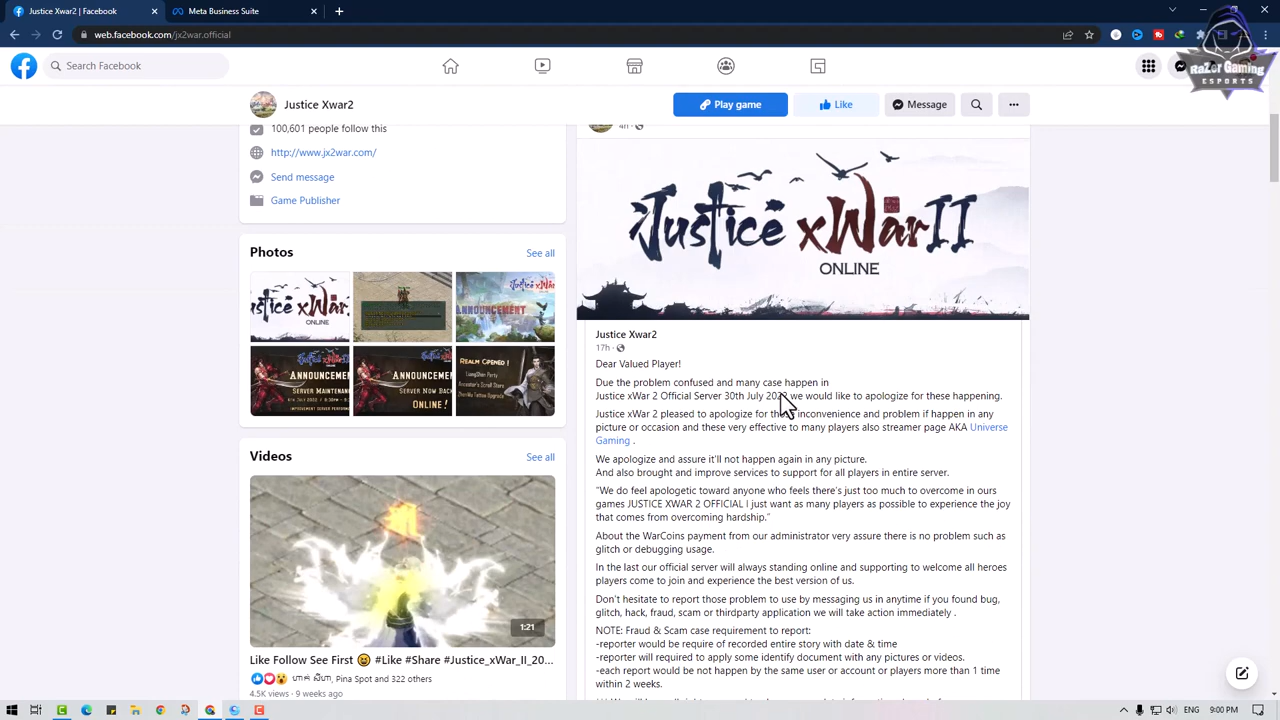 Justice Xwar2 | Facebook
Meta Business Suite
web.facebook.com/jx2war.official
RaZor Gaming
ESPORTS
Search Facebook
Justice Xwar2
Play game
Like
Message
100,601 people follow this
http://www.jx2war.com/
Send message
Game Publisher
Photos
See all
Videos
See all
1:21
Like Follow See First 😆 #Like #Share #Justice_xWar_II_20...
Pina Spot and 322 others
4.5K views · 9 weeks ago
4h ·
Justice xWar II
ONLINE
Justice Xwar2
17h ·
Dear Valued Player!
Due the problem confused and many case happen in
Justice xWar 2 Official Server 30th July 2022 we would like to apologize for these happening.
Justice xWar 2 pleased to apologize for the inconvenience and problem if happen in any
picture or occasion and these very effective to many players also streamer page AKA Universe
Gaming .
We apologize and assure it'll not happen again in any picture.
And also brought and improve services to support for all players in entire server.
"We do feel apologetic toward anyone who feels there's just too much to overcome in ours
games JUSTICE XWAR 2 OFFICIAL I just want as many players as possible to experience the joy
that comes from overcoming hardship."
About the WarCoins payment from our administrator very assure there is no problem such as
glitch or debugging usage.
In the last our official server will always standing online and supporting to welcome all heroes
players come to join and experience the best version of us.
Don't hesitate to report those problem to use by messaging us in anytime if you found bug,
glitch, hack, fraud, scam or thirdparty application we will take action immediately .
NOTE: Fraud & Scam case requirement to report:
-reporter would be require of recorded entire story with date & time
-reporter will required to apply some identify document with any pictures or videos.
-each report would be not happen by the same user or account or players more than 1 time
within 2 weeks.
9:00 PM